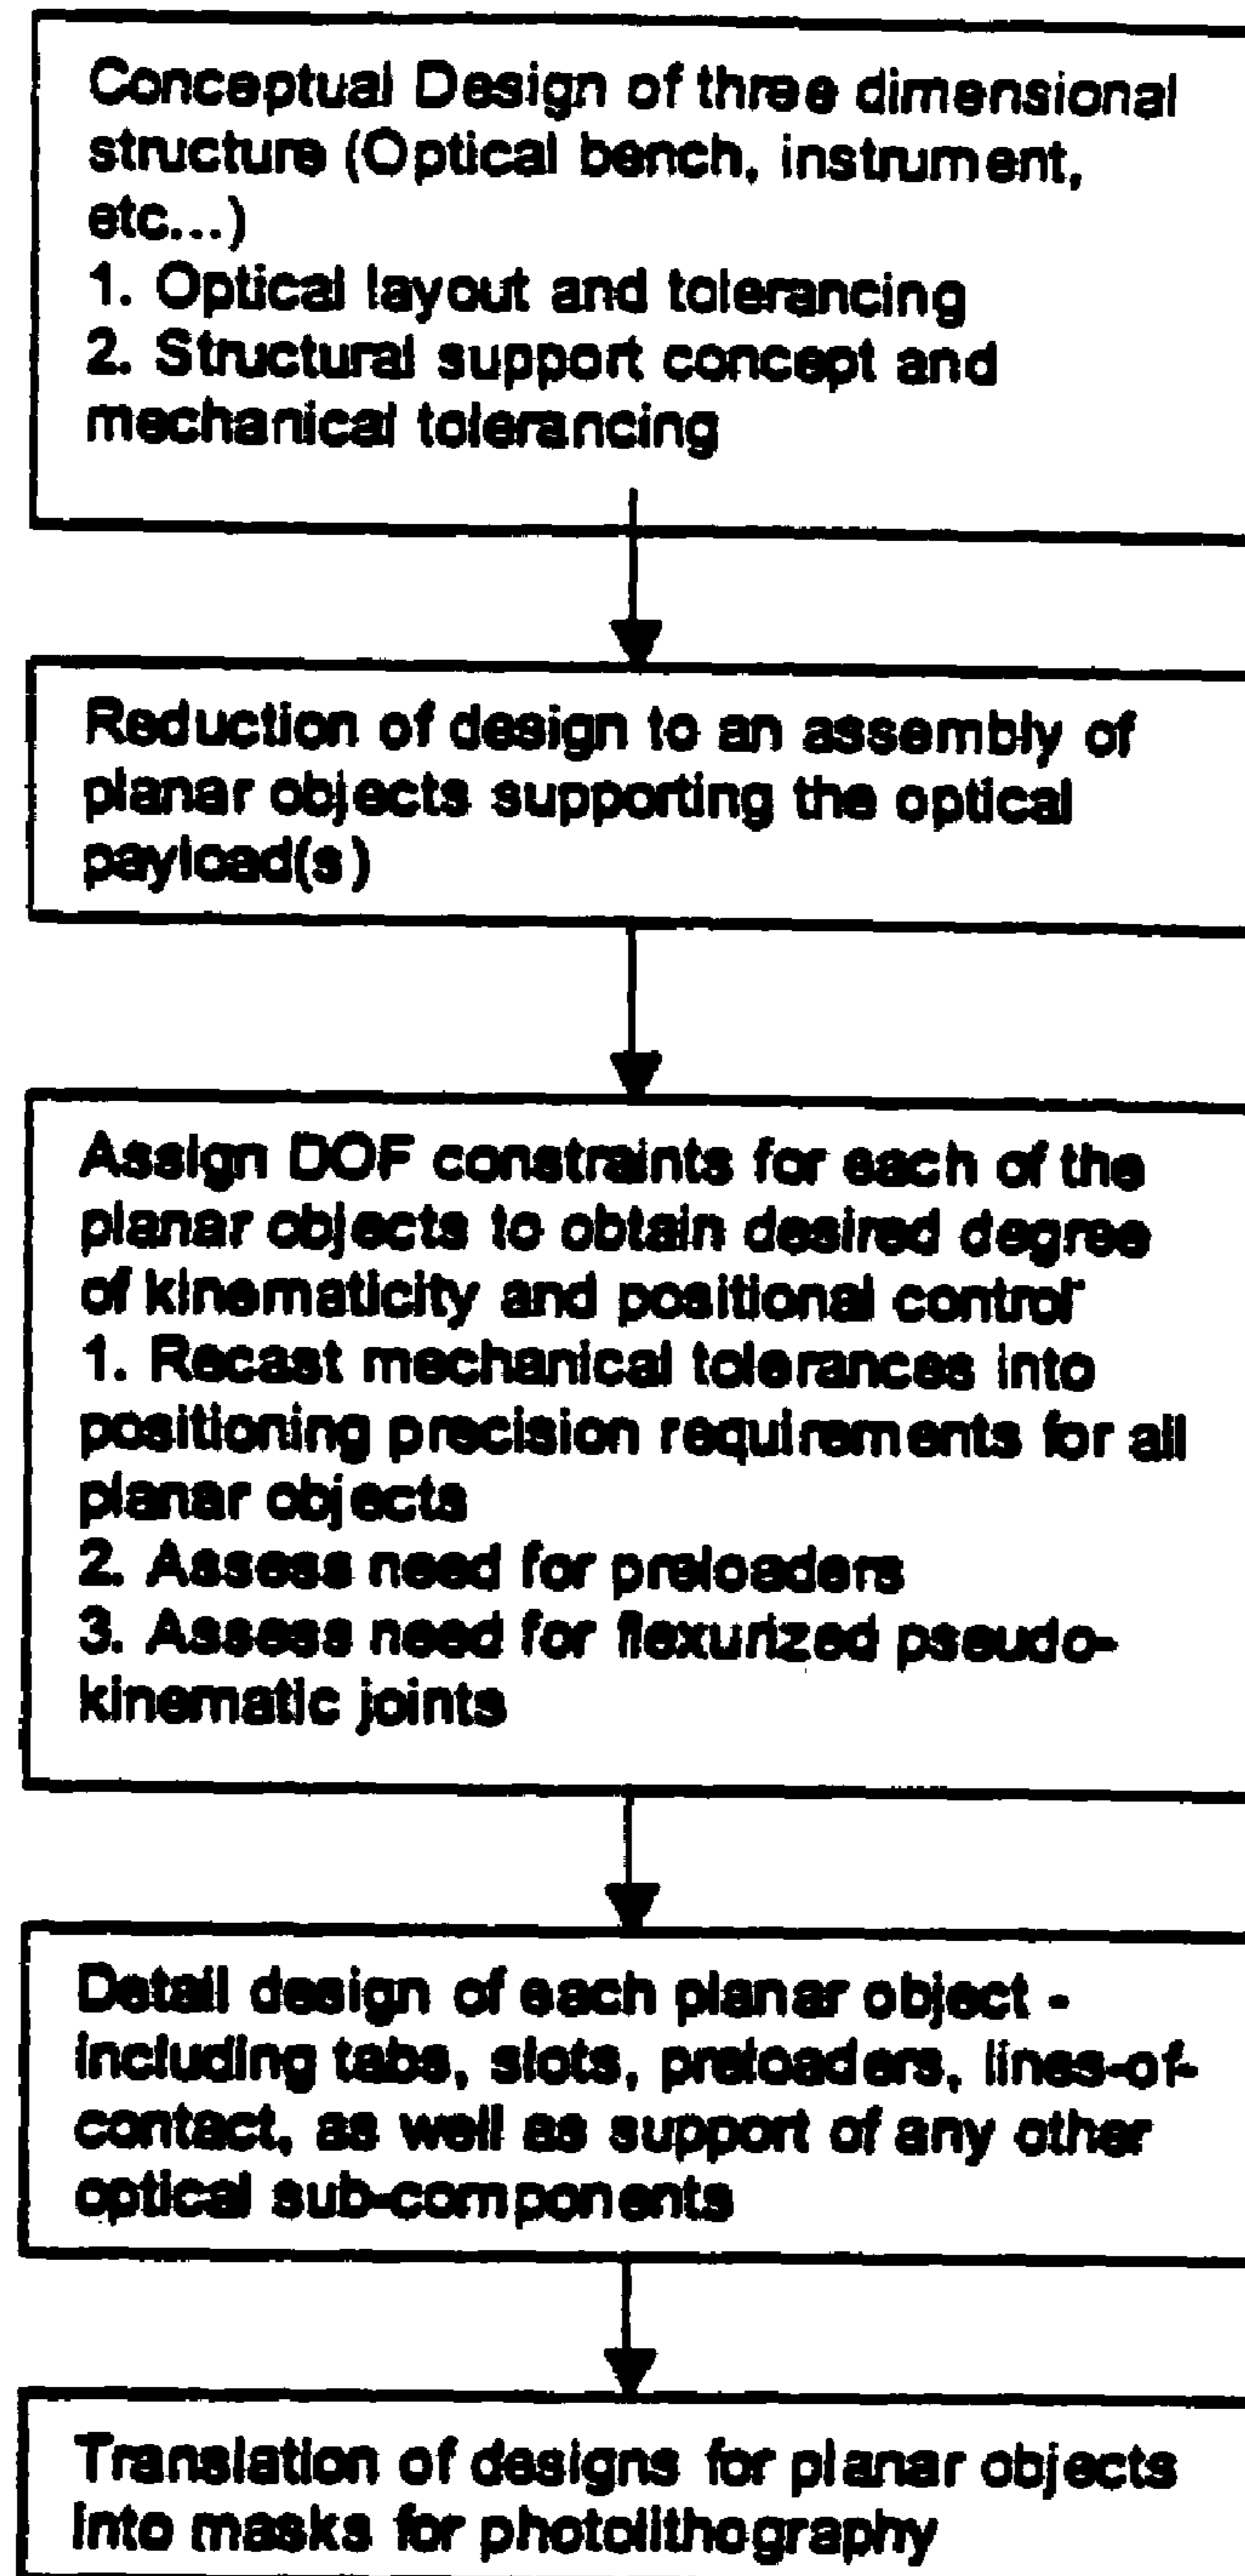 Conceptual Design of three dimensional
structure (Optical bench, instrument,
etc...)
1. Optical layout and tolerancing
2. Structural support concept and
mechanical tolerancing
Reduction of design to an assembly of
planar objects supporting the optical
payload(s)
Assign DOF constraints for each of the
planar objects to obtain desired degree
of kinematicity and positional control
1. Recast mechanical tolerances into
positioning precision requirements for all
planar objects
2. Assess need for preloaders
3. Assess need for flexurized pseudo-
kinematic joints
Detail design of each planar object -
including tabs, slots, preloaders, lines-of-
contact, as well as support of any other
optical sub-components
Translation of designs for planar objects
into masks for photolithography